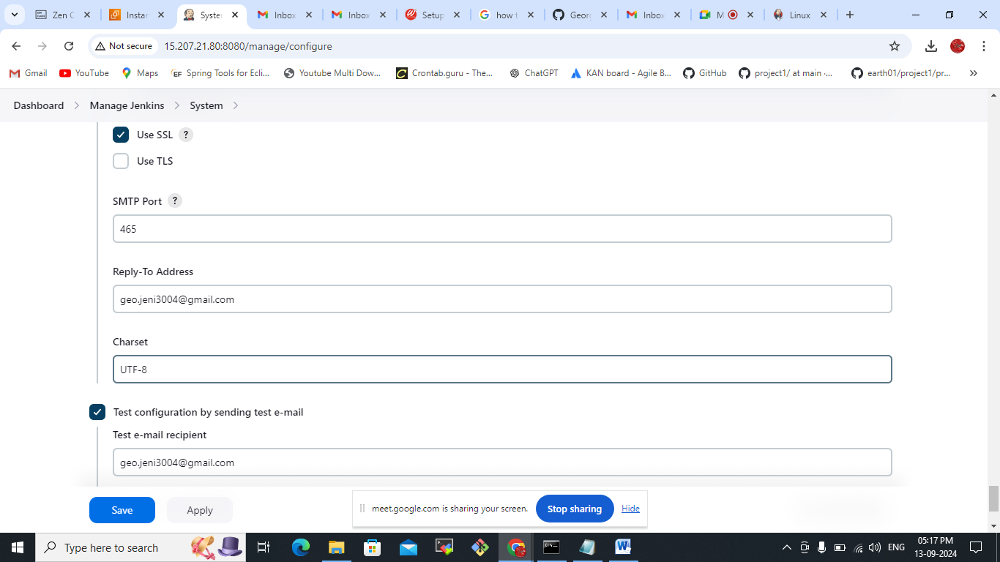 Zen C
Instan
Syste
Inbox
Inbox
Setup
how t
Georg
Inbox
M
Linux
Not secure
15.207.21.80:8080/manage/configure
Gmail
YouTube
Maps
Spring Tools for Ecli...
Youtube Multi Dow...
Crontab.guru - The...
ChatGPT
KAN board - Agile B...
GitHub
project1/ at main ·...
earth01/project1/pr...
Dashboard
Manage Jenkins
System
Use SSL ?
Use TLS
SMTP Port ?
465
Reply-To Address
geo.jeni3004@gmail.com
Charset
UTF-8
Test configuration by sending test e-mail
Test e-mail recipient
geo.jeni3004@gmail.com
Save
Apply
meet.google.com is sharing your screen.
Stop sharing
Hide
Type here to search
ENG
05:17 PM
13-09-2024